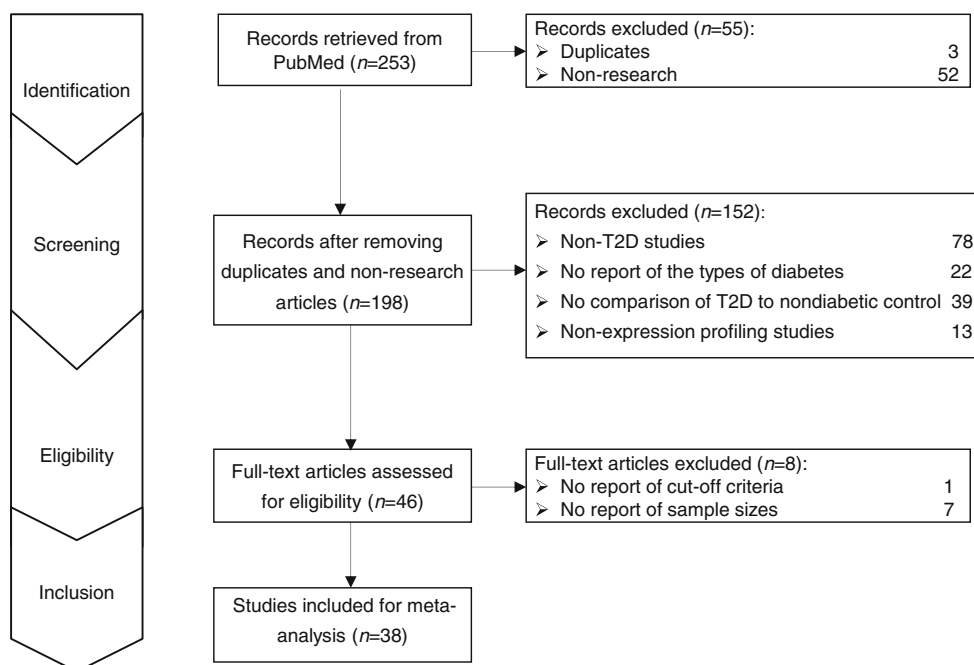 Identification
Screening
Eligibility
Inclusion
Records retrieved from
PubMed (n=253)
Records excluded (n=55):
➢ Duplicates 3
➢ Non-research 52
Records after removing
duplicates and non-research
articles (n=198)
Records excluded (n=152):
➢ Non-T2D studies 78
➢ No report of the types of diabetes 22
➢ No comparison of T2D to nondiabetic control 39
➢ Non-expression profiling studies 13
Full-text articles assessed
for eligibility (n=46)
Full-text articles excluded (n=8):
➢ No report of cut-off criteria 1
➢ No report of sample sizes 7
Studies included for meta-
analysis (n=38)